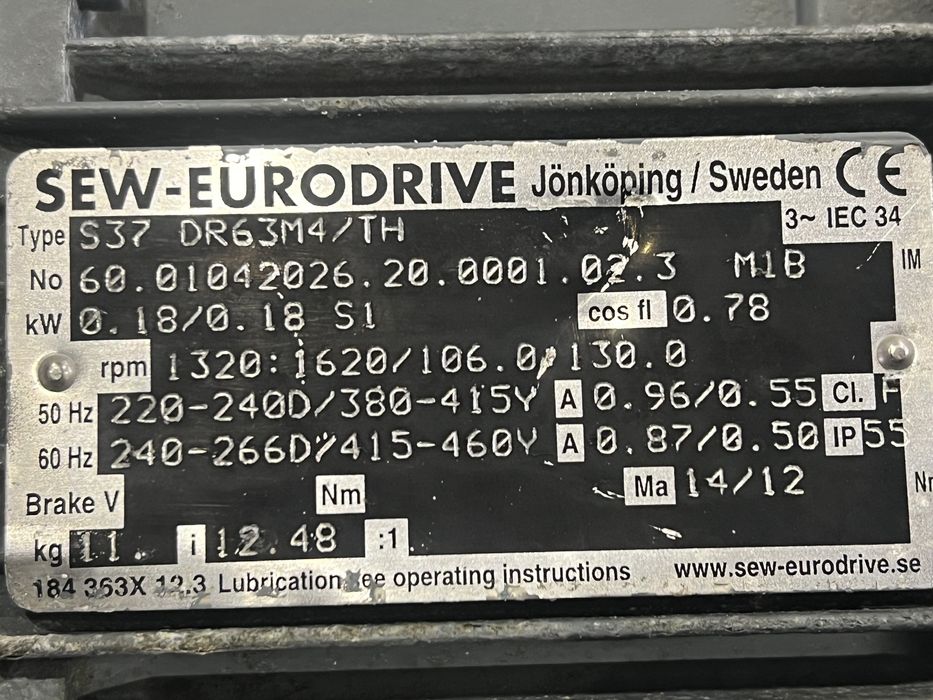 SEW-EURODRIVE Jönköping / Sweden CE
Type S37 DR63M4/TH 3~ IEC 34
No 60.01042026.20.0001.02.3 M1B IM
kW 0.18/0.18 S1 cos fl 0.78
rpm 1320:1620/106.0/130.0
50 Hz 220-240D/380-415Y A 0.96/0.55 Cl. F
60 Hz 240-266D/415-460Y A 0.87/0.50 IP 55
Brake V Nm Ma 14/12
kg 11. i 12.48 :1
184 363X 12.3 Lubrication see operating instructions www.sew-eurodrive.se